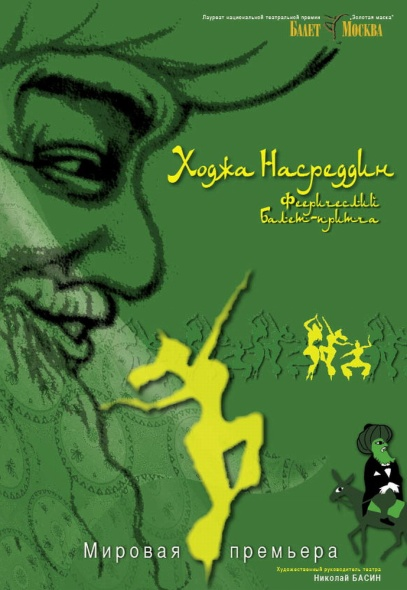 Лауреат национальной театральной премии „Золотая маска"
Балет Москва
Ходжа Насреддин
Фееричеслий
Балет-притча
Мировая премьера
Художественный руководитель театра
Николай БАСИН